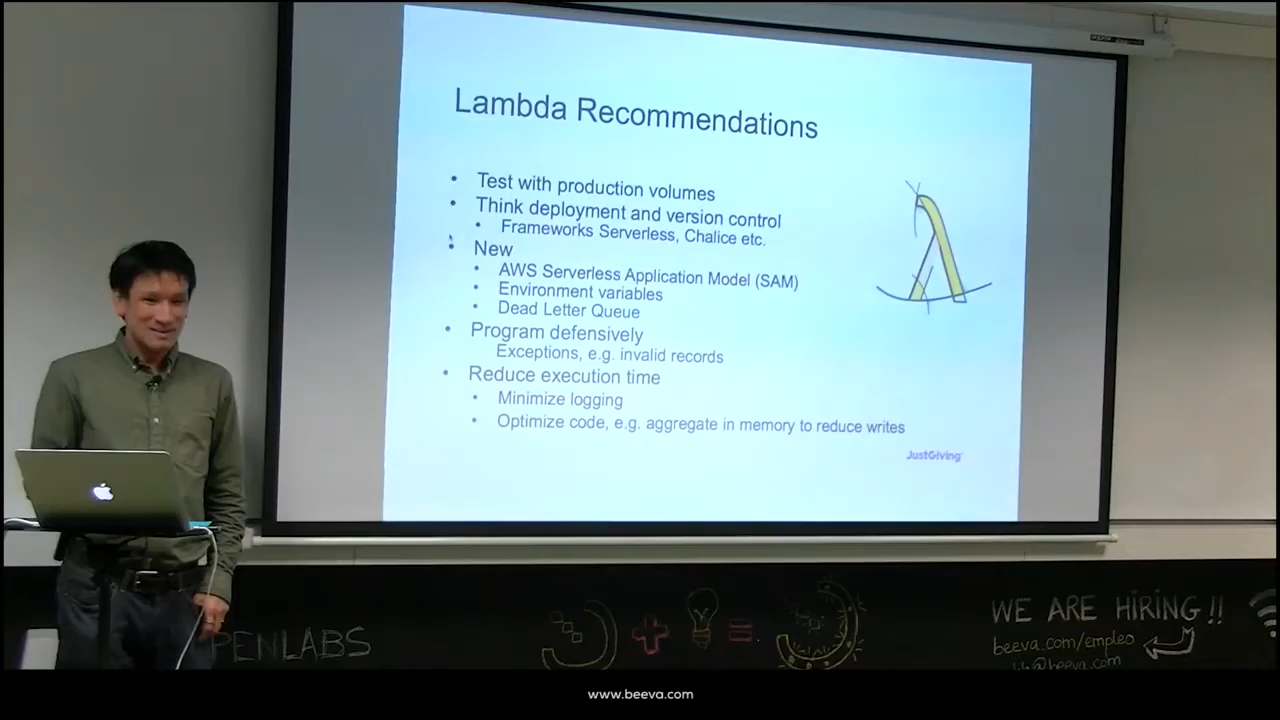 Lambda Recommendations
• Test with production volumes
• Think deployment and version control
• Frameworks Serverless, Chalice etc.
• New
• AWS Serverless Application Model (SAM)
• Environment variables
• Dead Letter Queue
• Program defensively
Exceptions, e.g. invalid records
• Reduce execution time
• Minimize logging
• Optimize code, e.g. aggregate in memory to reduce writes
JustGiving
PENLABS
WE ARE HiRiNG !!
beeva.com/empleo
@beeva.com
www.beeva.com